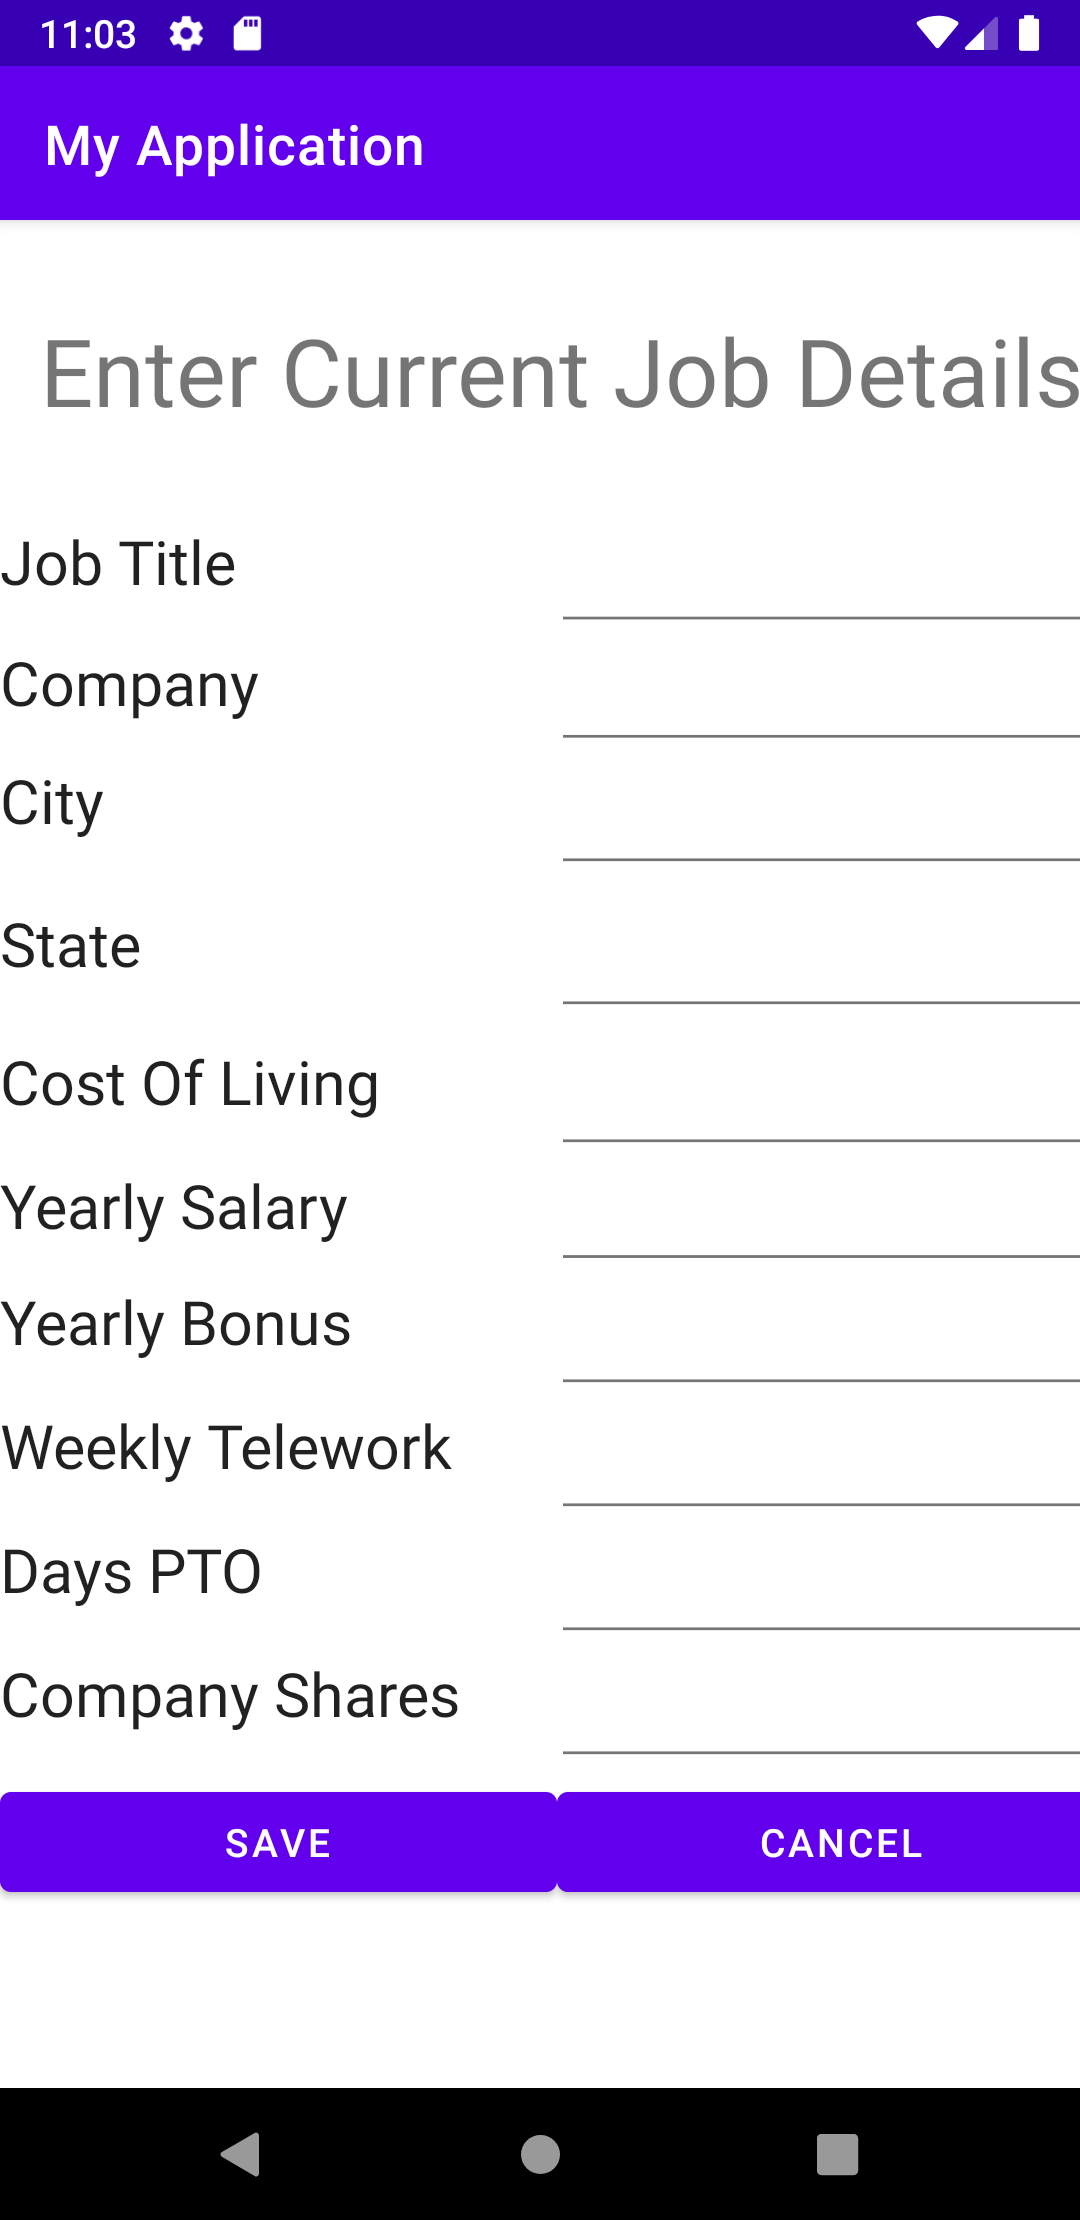 11:03
My Application
Enter Current Job Details
Job Title
Company
City
State
Cost Of Living
Yearly Salary
Yearly Bonus
Weekly Telework
Days PTO
Company Shares
SAVE CANCEL